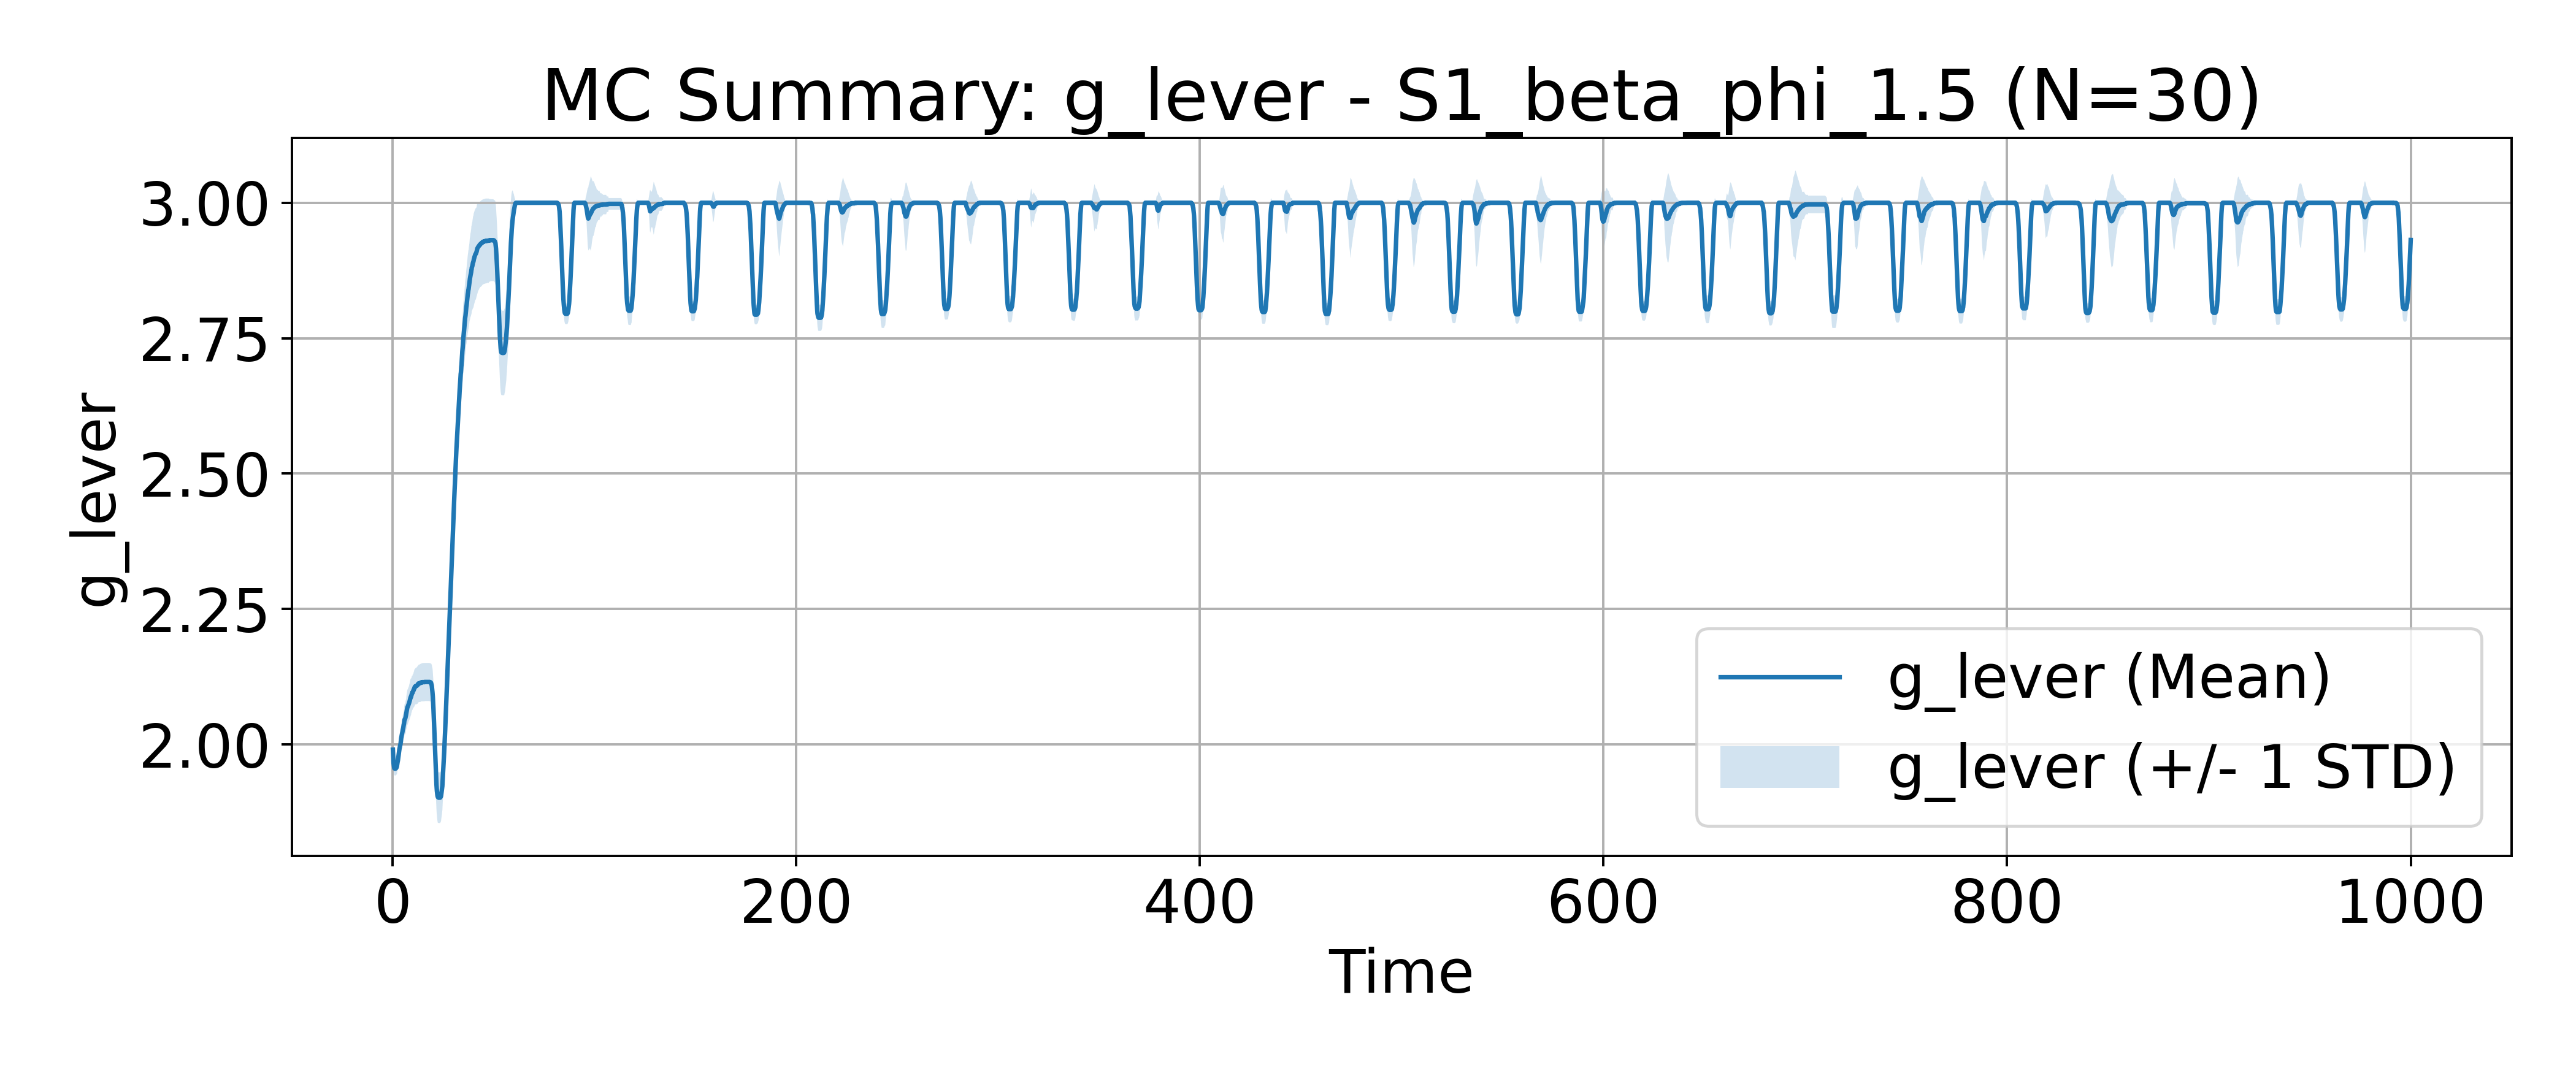 MC Summary: g_lever - S1_beta_phi_1.5 (N=30)
3.00
2.75
2.50
2.25
2.00
g_lever
g_lever (Mean)
g_lever (+/- 1 STD)
0 200 400 600 800 1000
Time